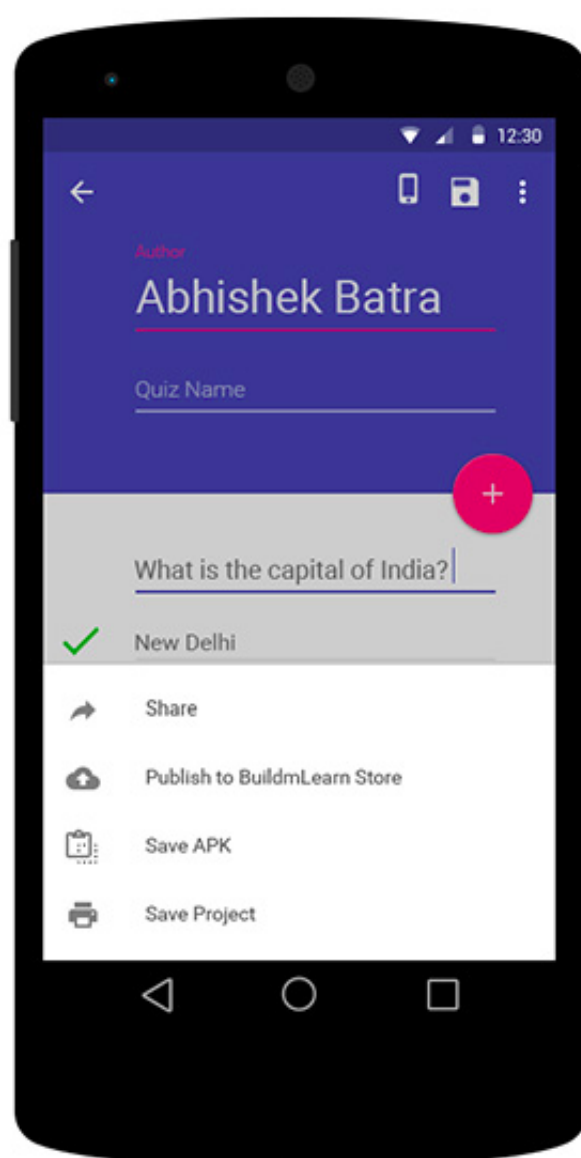 12:30
Author
Abhishek Batra
Quiz Name
What is the capital of India?
New Delhi
Share
Publish to BuildmLearn Store
Save APK
Save Project